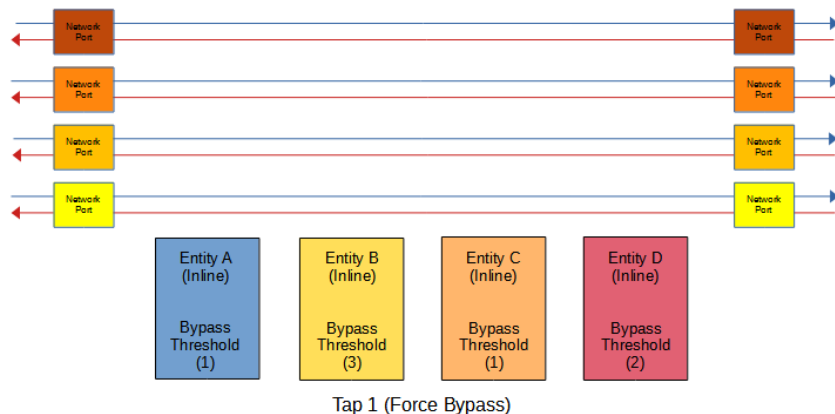 Network
Port
Network
Port
Network
Port
Network
Port
Network
Port
Network
Port
Network
Port
Network
Port
Entity A
(Inline)
Bypass
Threshold
(1)
Entity B
(Inline)
Bypass
Threshold
(3)
Entity C
(Inline)
Bypass
Threshold
(1)
Entity D
(Inline)
Bypass
Threshold
(2)
Tap 1 (Force Bypass)